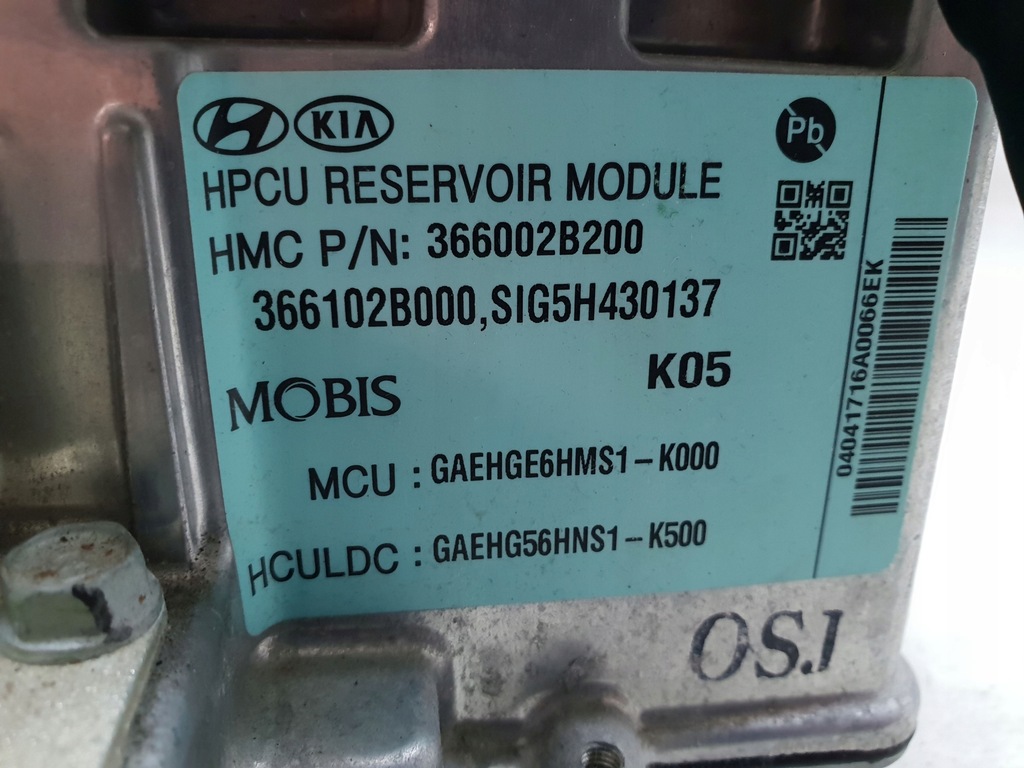 KIA
Pb
HPCU RESERVOIR MODULE
HMC P/N: 366002B200
366102B000,SIG5H430137
MOBIS
K05
MCU : GAEHGE6HMS1-K000
HCULDC : GAEHG56HNS1-K500
04041716A0066EK
OS.I